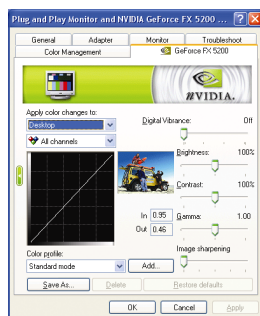 Plug and Play Monitor and NVIDIA GeForce FX 5200 ...
General Adapter Monitor Troubleshoot
Color Management GeForce FX 5200
NVIDIA.
Apply color changes to:
Desktop
All channels
Digital Vibrance: Off
Brightness: 100%
Contrast: 100%
In 0.95 Gamma: 1.00
Out 0.46
Image sharpening
Color profile:
Standard mode Add...
Save As... Delete Restore defaults
OK Cancel Apply